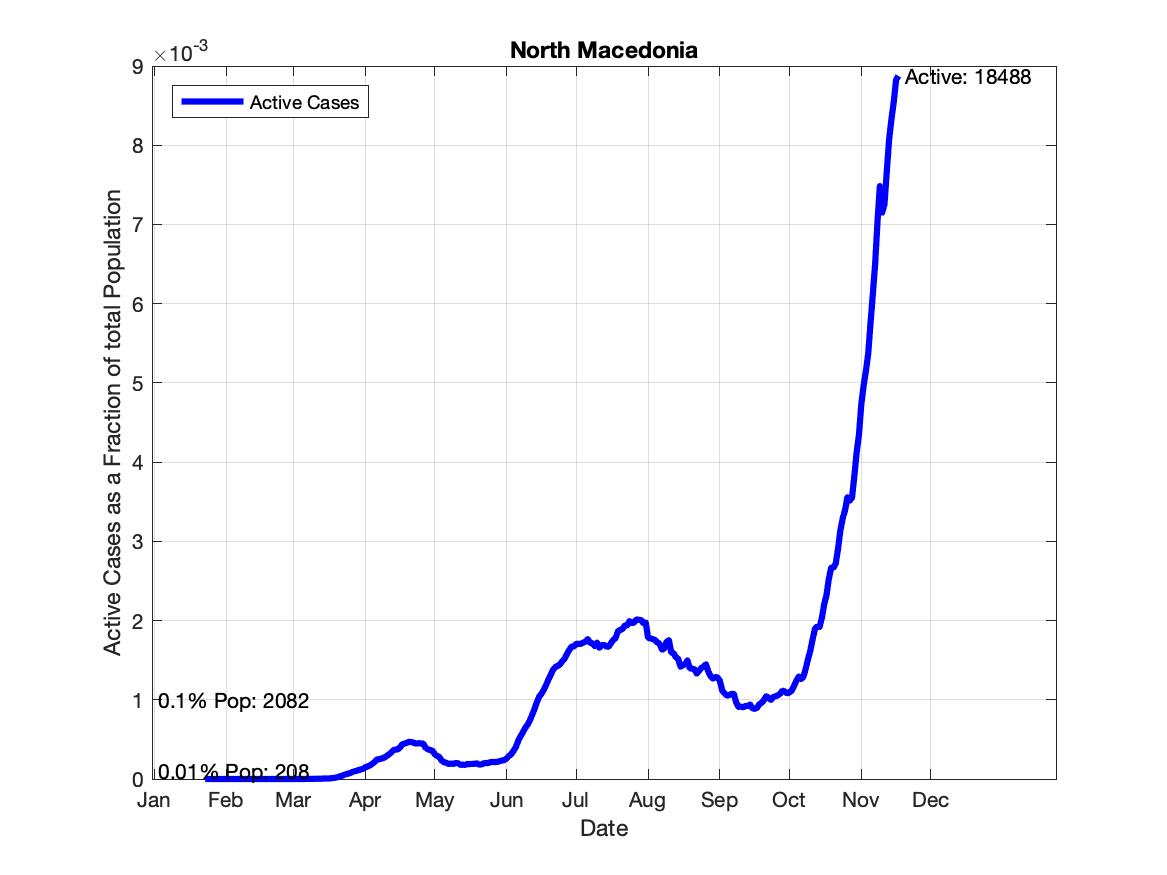 North Macedonia
×10-3
Active: 18488
Active Cases
9
8
7
6
5
4
3
2
1
0
Active Cases as a Fraction of total Population
0.1% Pop: 2082
0.01% Pop: 208
Jan Feb Mar Apr May Jun Jul Aug Sep Oct Nov Dec
Date